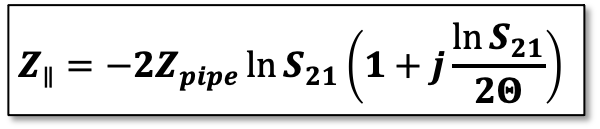 Z∥ = −2Z_pipe ln S₂₁ (1 + j ln S₂₁ / 2Θ)